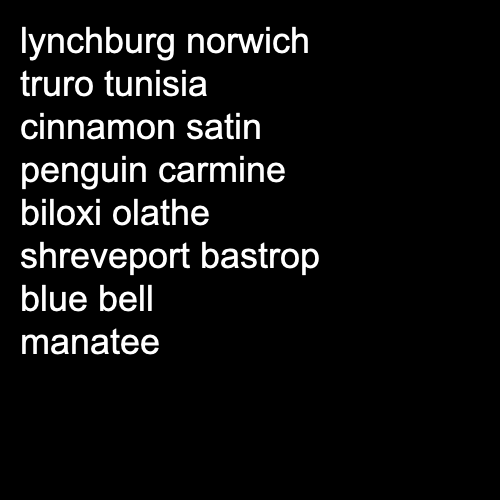 lynchburg norwich
truro tunisia
cinnamon satin
penguin carmine
biloxi olathe
shreveport bastrop
blue bell
manatee